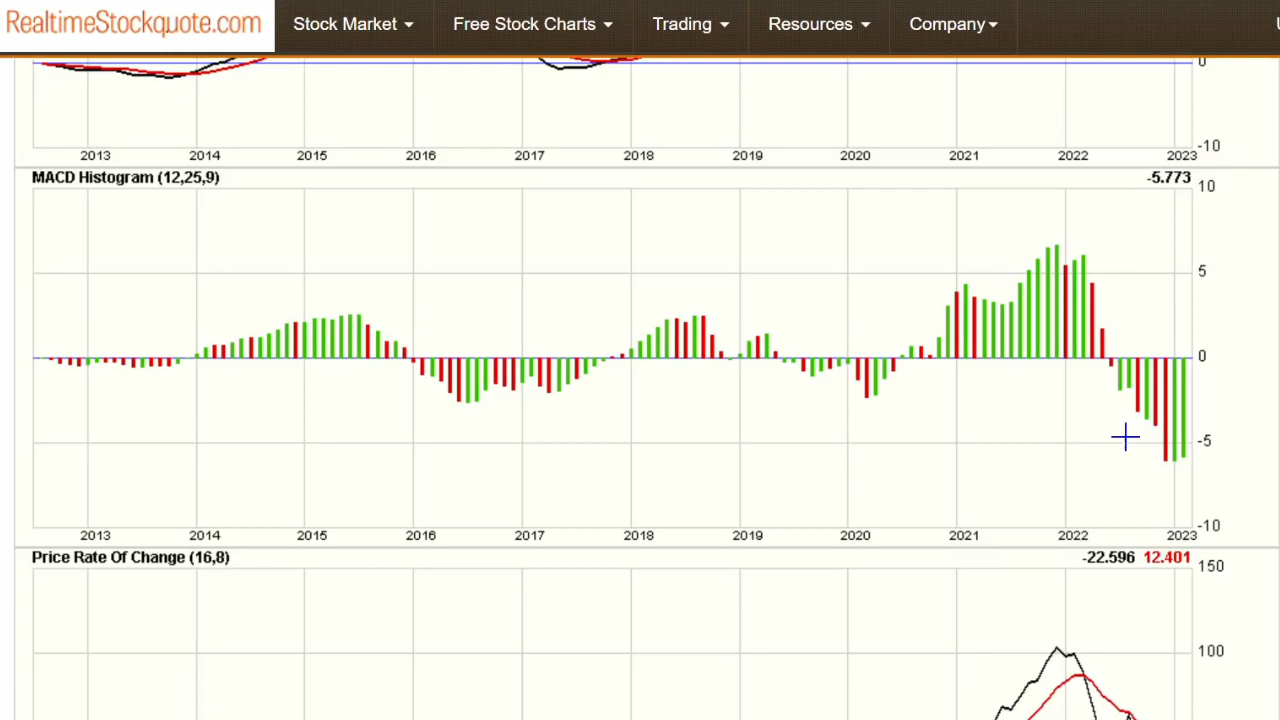 RealtimeStockquote.com Stock Market Free Stock Charts Trading Resources Company U
0
-10
2013 2014 2015 2016 2017 2018 2019 2020 2021 2022 2023
MACD Histogram (12,25,9) -5.773 10
5
0
-5
-10
2013 2014 2015 2016 2017 2018 2019 2020 2021 2022 2023
Price Rate Of Change (16,8) -22.596 12.401 150
100